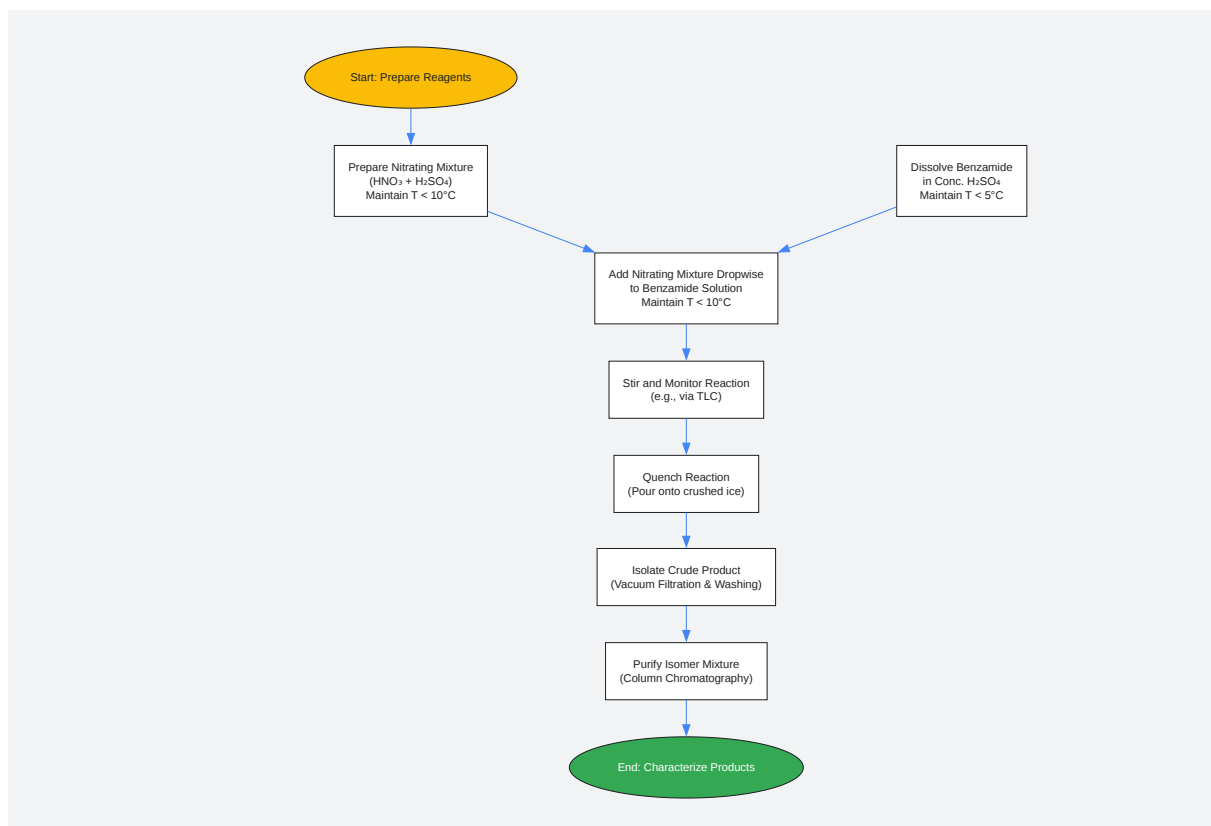 Start: Prepare Reagents
Prepare Nitrating Mixture
(HNO₃ + H₂SO₄)
Maintain T < 10°C
Dissolve Benzamide
in Conc. H₂SO₄
Maintain T < 5°C
Add Nitrating Mixture Dropwise
to Benzamide Solution
Maintain T < 10°C
Stir and Monitor Reaction
(e.g., via TLC)
Quench Reaction
(Pour onto crushed ice)
Isolate Crude Product
(Vacuum Filtration & Washing)
Purify Isomer Mixture
(Column Chromatography)
End: Characterize Products